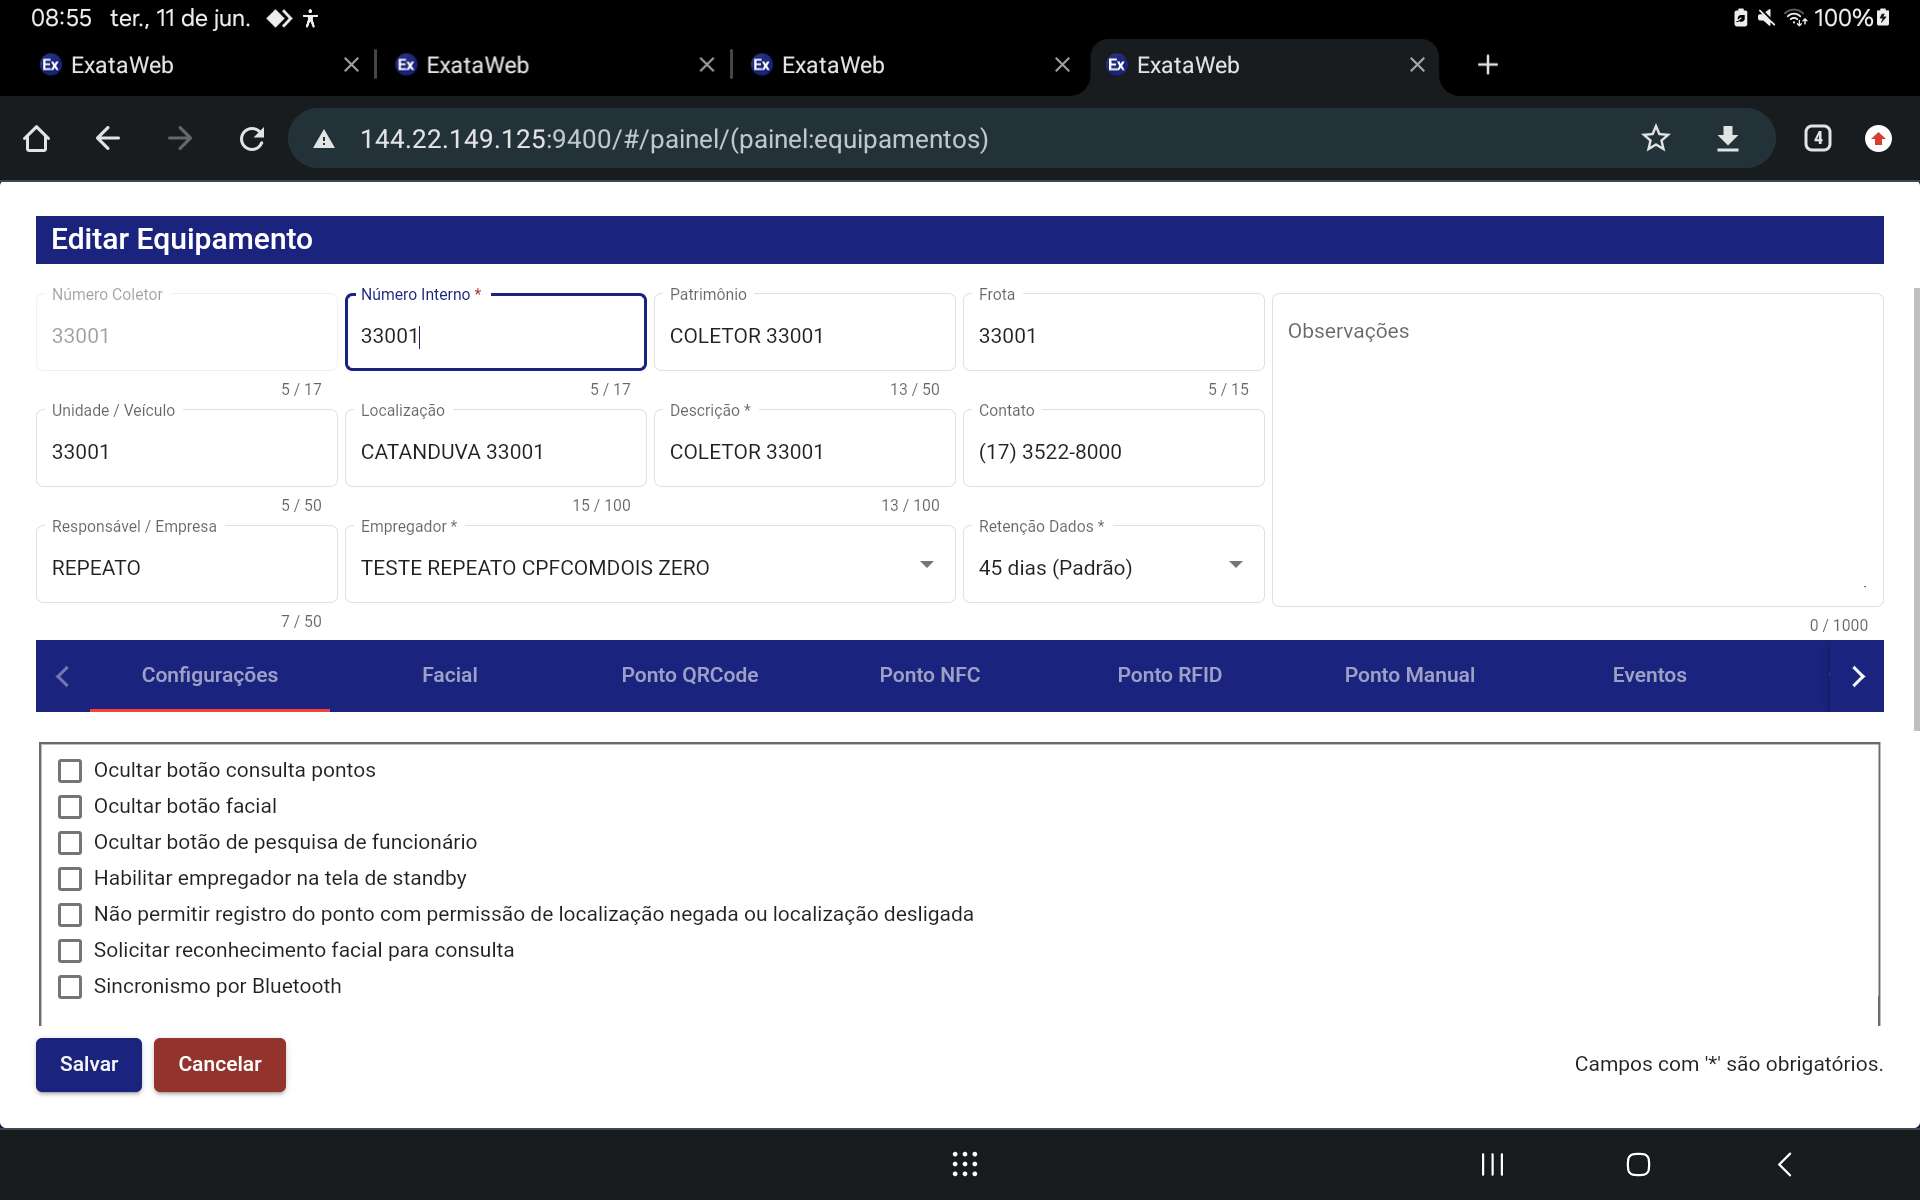 08:55 ter., 11 de jun. 100%
Ex ExataWeb Ex ExataWeb Ex ExataWeb Ex ExataWeb
144.22.149.125:9400/#/painel/(painel:equipamentos) 4
Editar Equipamento
Número Coletor Número Interno * Patrimônio Frota
33001 33001 COLETOR 33001 33001 Observações
5 / 17 5 / 17 13 / 50 5 / 15
Unidade / Veículo Localização Descrição * Contato
33001 CATANDUVA 33001 COLETOR 33001 (17) 3522-8000
5 / 50 15 / 100 13 / 100
Responsável / Empresa Empregador * Retenção Dados *
REPEATO TESTE REPEATO CPFCOMDOIS ZERO 45 dias (Padrão)
7 / 50 0 / 1000
Configurações Facial Ponto QRCode Ponto NFC Ponto RFID Ponto Manual Eventos
Ocultar botão consulta pontos
Ocultar botão facial
Ocultar botão de pesquisa de funcionário
Habilitar empregador na tela de standby
Não permitir registro do ponto com permissão de localização negada ou localização desligada
Solicitar reconhecimento facial para consulta
Sincronismo por Bluetooth
Salvar Cancelar Campos com '*' são obrigatórios.